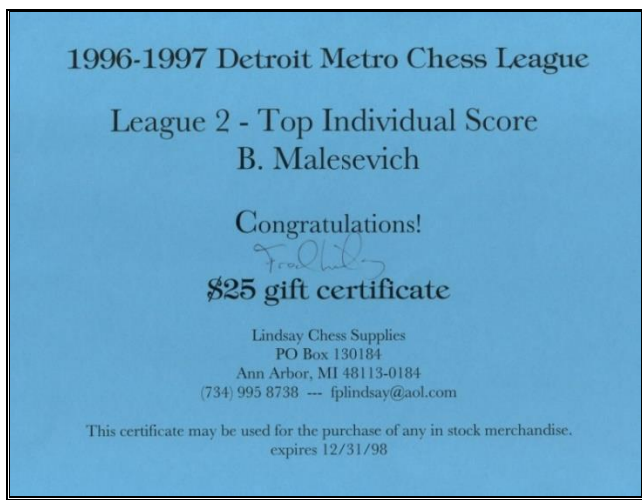 1996-1997 Detroit Metro Chess League
League 2 - Top Individual Score
B. Malesevich
Congratulations!
$25 gift certificate
Lindsay Chess Supplies
PO Box 130184
Ann Arbor, MI 48113-0184
(734) 995 8738 --- fplindsay@aol.com
This certificate may be used for the purchase of any in stock merchandise.
expires 12/31/98